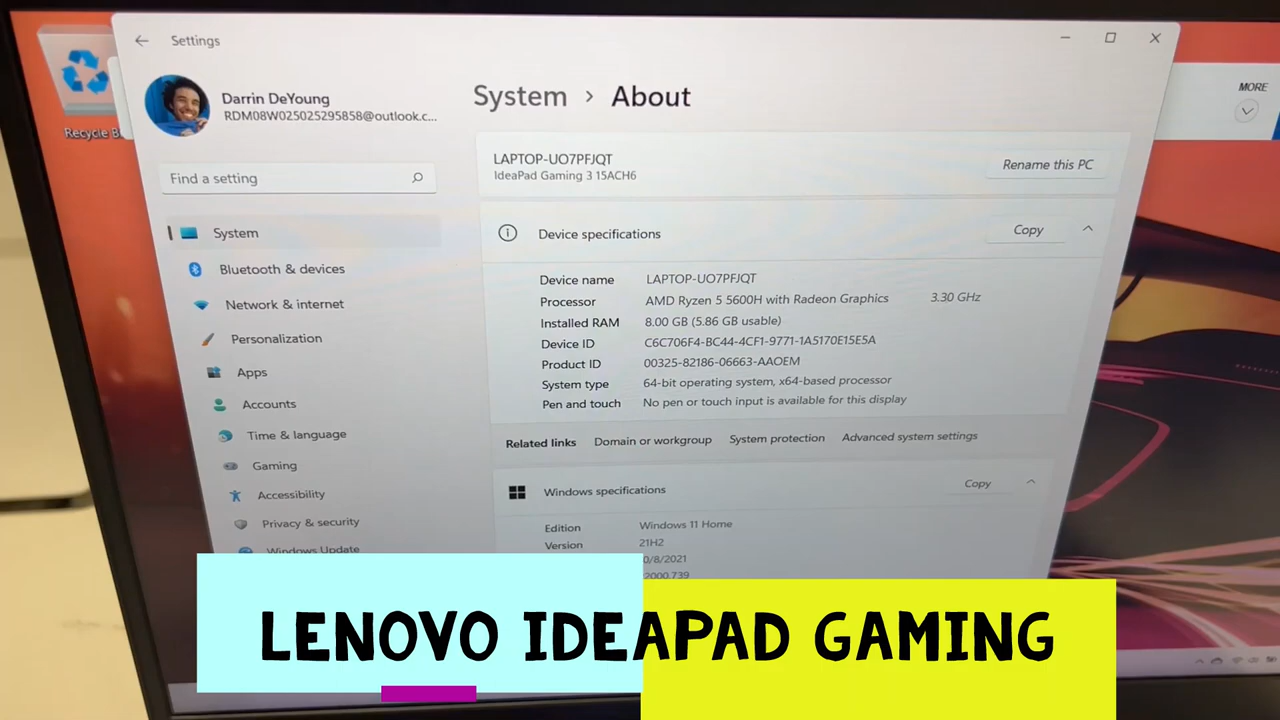 Settings
Darrin DeYoung
RDM08W025025295858@outlook.c...
Find a setting
System
Bluetooth & devices
Network & internet
Personalization
Apps
Accounts
Time & language
Gaming
Accessibility
Privacy & security
Windows Update
System > About
LAPTOP-UO7PFJQT
IdeaPad Gaming 3 15ACH6
Rename this PC
Device specifications
Copy
Device name LAPTOP-UO7PFJQT
Processor AMD Ryzen 5 5600H with Radeon Graphics 3.30 GHz
Installed RAM 8.00 GB (5.86 GB usable)
Device ID C6C706F4-BC44-4CF1-9771-1A5170E15E5A
Product ID 00325-82186-06663-AAOEM
System type 64-bit operating system, x64-based processor
Pen and touch No pen or touch input is available for this display
Related links Domain or workgroup System protection Advanced system settings
Windows specifications
Copy
Edition Windows 11 Home
Version 21H2
0/8/2021
2000.739
Recycle B
MORE
LENOVO IDEAPAD GAMING